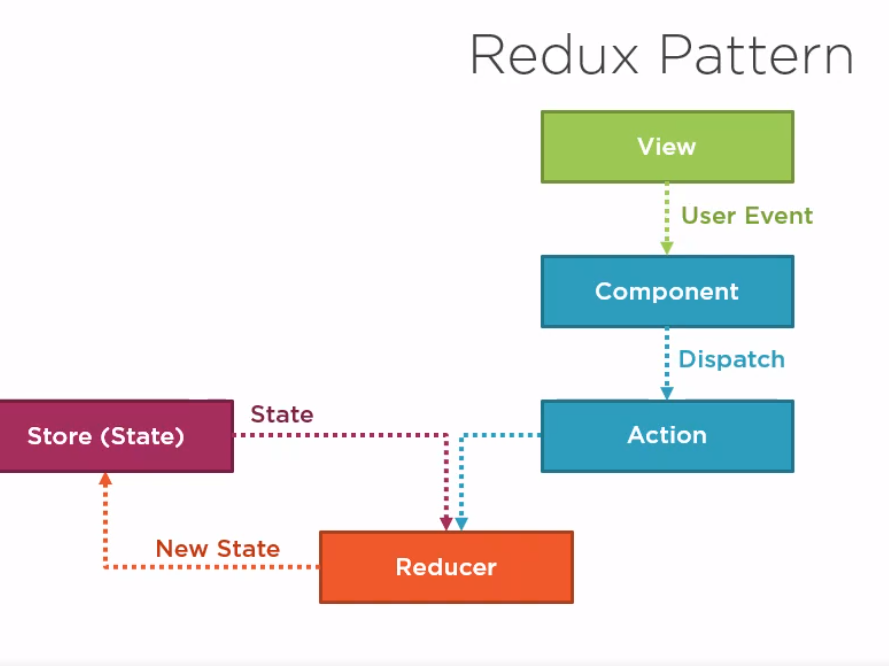 Redux Pattern
View
User Event
Component
Dispatch
Store (State)
State
Action
New State
Reducer